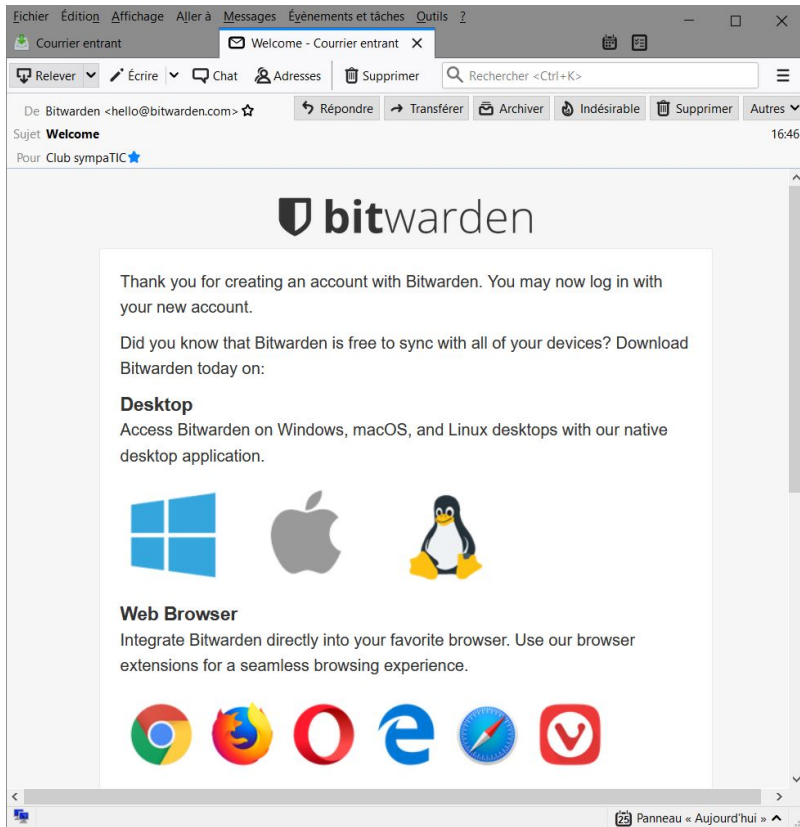 Fichier Édition Affichage Aller à Messages Évènements et tâches Outils ?
Courrier entrant
Welcome - Courrier entrant
Relever Écrire Chat Adresses Supprimer Rechercher <Ctrl+K>
De Bitwarden <hello@bitwarden.com> Répondre Transférer Archiver Indésirable Supprimer Autres
Sujet Welcome 16:46
Pour Club sympaTIC
bitwarden
Thank you for creating an account with Bitwarden. You may now log in with
your new account.
Did you know that Bitwarden is free to sync with all of your devices? Download
Bitwarden today on:
Desktop
Access Bitwarden on Windows, macOS, and Linux desktops with our native
desktop application.
Web Browser
Integrate Bitwarden directly into your favorite browser. Use our browser
extensions for a seamless browsing experience.
25 Panneau « Aujourd'hui »